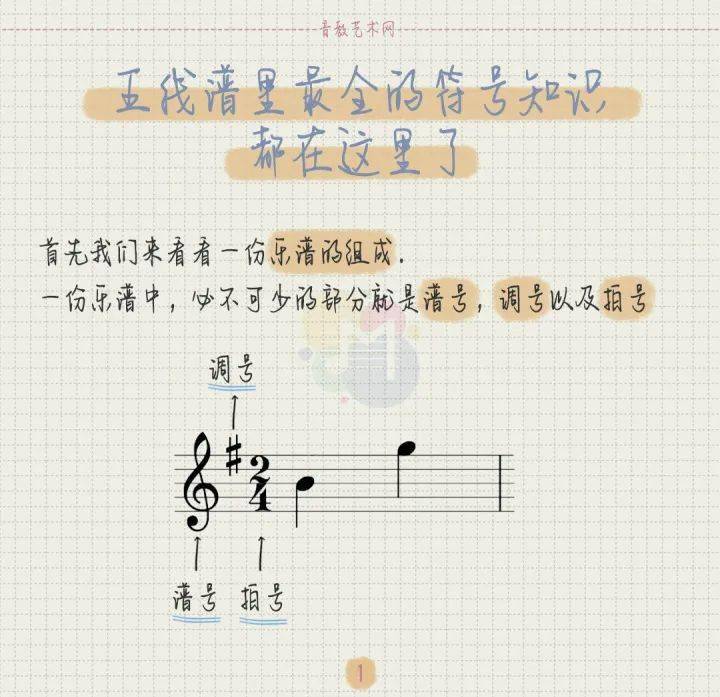 音教艺术网
五线谱里最全的符号知识
都在这里了
首先我们来看看一份乐谱的组成.
一份乐谱中，必不可少的部分就是谱号，调号以及拍号
调号
2
4
谱号 拍号
1